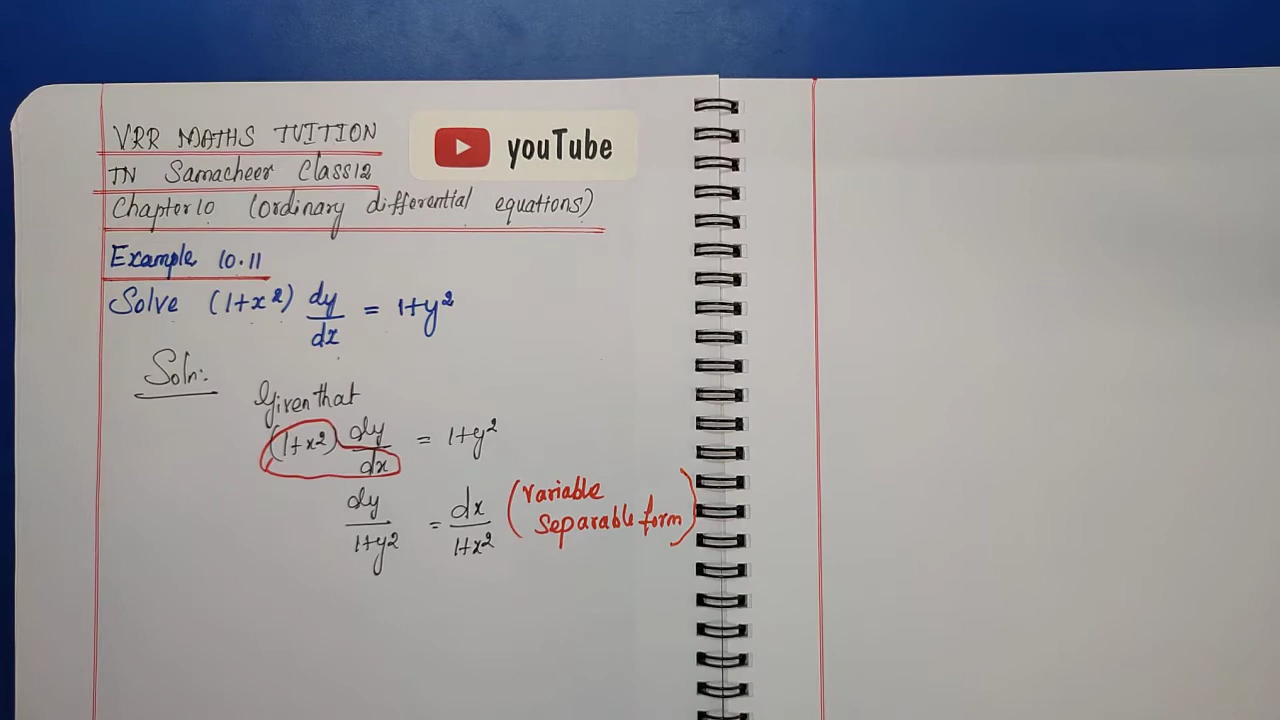 VRR MATHS TUITION
TN Samacheer Class12
Chapter 10 (ordinary differential equations)
youTube
Example 10.11
Solve (1+x²) dy/dx = 1+y²
Soln:
Given that
(1+x²) dy/dx = 1+y²
dy/1+y² = dx/1+x² (variable separable form)